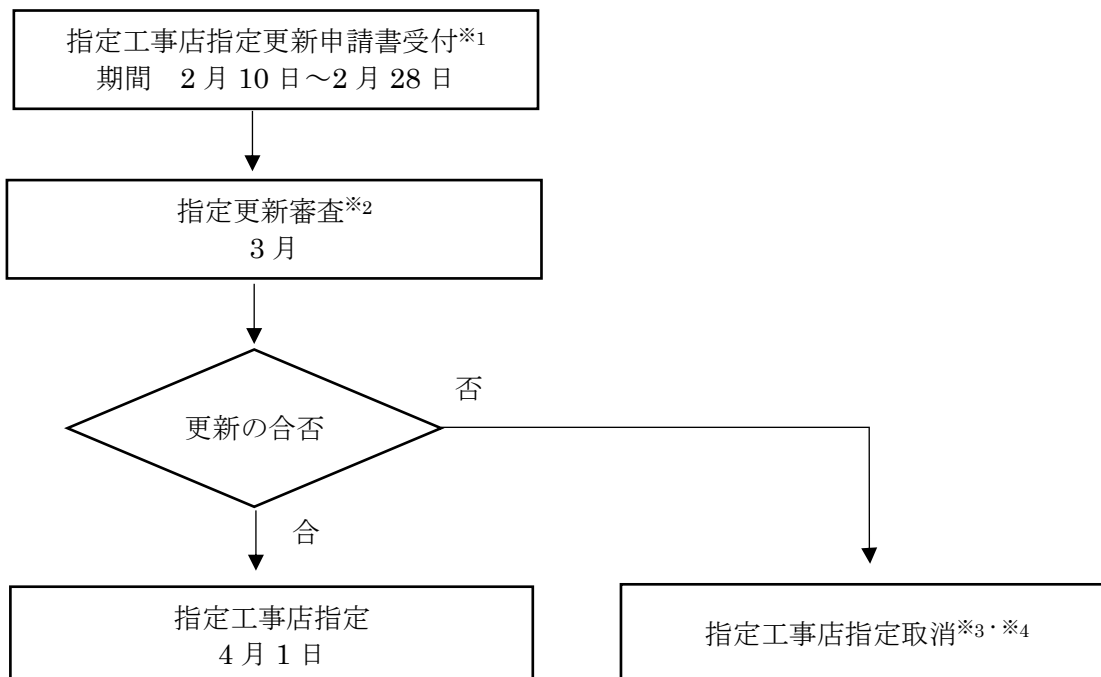 指定工事店指定更新申請書受付※1
期間　2月10日～2月28日
指定更新審査※2
3月
更新の合否
否
合
指定工事店指定
4月1日
指定工事店指定取消※3・※4